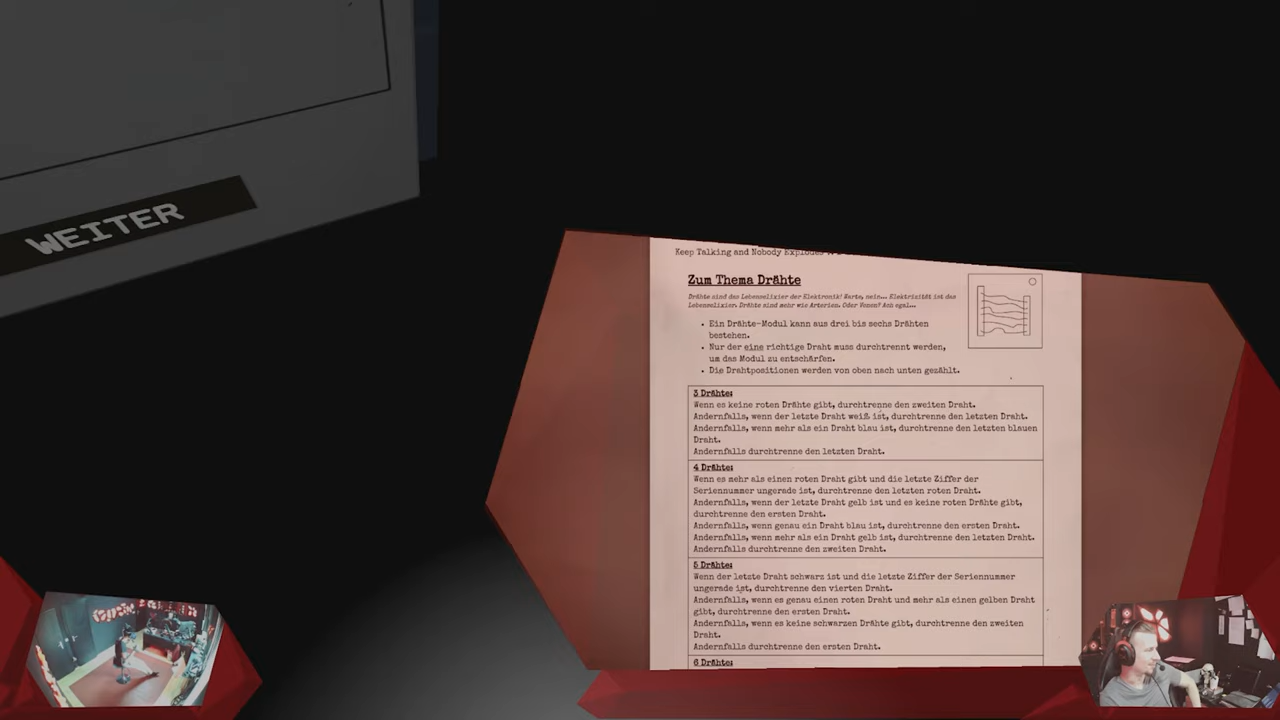 WEITER
Keep Talking and Nobody Explodes
Zum Thema Drähte
Drähte sind das Lebenselixier der Elektronik! Warte, nein... Elektrizität ist das
Lebenselixier. Drähte sind mehr wie Arterien. Oder Venen? Ach egal...
• Ein Drähte-Modul kann aus drei bis sechs Drähten
bestehen.
• Nur der eine richtige Draht muss durchtrennt werden,
um das Modul zu entschärfen.
• Die Drahtpositionen werden von oben nach unten gezählt.
3 Drähte:
Wenn es keine roten Drähte gibt, durchtrenne den zweiten Draht.
Andernfalls, wenn der letzte Draht weiß ist, durchtrenne den letzten Draht.
Andernfalls, wenn mehr als ein Draht blau ist, durchtrenne den letzten blauen
Draht.
Andernfalls durchtrenne den letzten Draht.
4 Drähte:
Wenn es mehr als einen roten Draht gibt und die letzte Ziffer der
Seriennummer ungerade ist, durchtrenne den letzten roten Draht.
Andernfalls, wenn der letzte Draht gelb ist und es keine roten Drähte gibt,
durchtrenne den ersten Draht.
Andernfalls, wenn genau ein Draht blau ist, durchtrenne den ersten Draht.
Andernfalls, wenn mehr als ein Draht gelb ist, durchtrenne den letzten Draht.
Andernfalls durchtrenne den zweiten Draht.
5 Drähte:
Wenn der letzte Draht schwarz ist und die letzte Ziffer der Seriennummer
ungerade ist, durchtrenne den vierten Draht.
Andernfalls, wenn es genau einen roten Draht und mehr als einen gelben Draht
gibt, durchtrenne den ersten Draht.
Andernfalls, wenn es keine schwarzen Drähte gibt, durchtrenne den zweiten
Draht.
Andernfalls durchtrenne den ersten Draht.
6 Drähte: